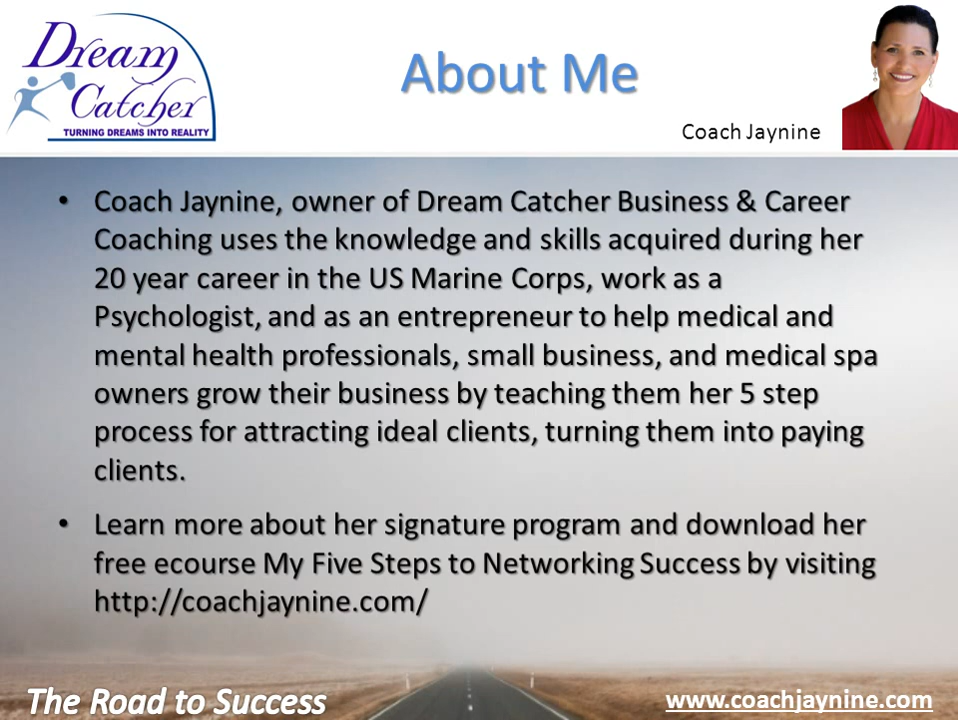 Dream
Catcher
TURNING DREAMS INTO REALITY
About Me
Coach Jaynine
• Coach Jaynine, owner of Dream Catcher Business & Career
Coaching uses the knowledge and skills acquired during her
20 year career in the US Marine Corps, work as a
Psychologist, and as an entrepreneur to help medical and
mental health professionals, small business, and medical spa
owners grow their business by teaching them her 5 step
process for attracting ideal clients, turning them into paying
clients.
• Learn more about her signature program and download her
free ecourse My Five Steps to Networking Success by visiting
http://coachjaynine.com/
The Road to Success
www.coachjaynine.com